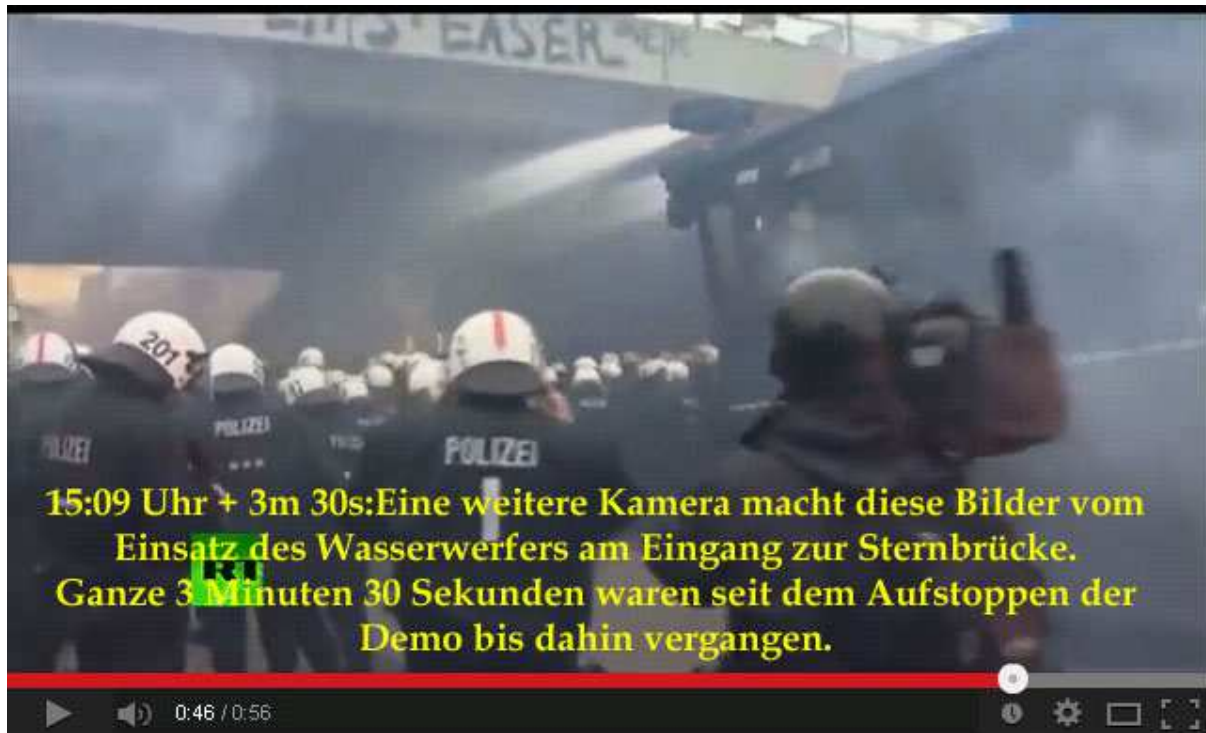 EASER
201
POLIZEI
POLIZEI
POLIZEI
15:09 Uhr + 3m 30s:Eine weitere Kamera macht diese Bilder vom
Einsatz des Wasserwerfers am Eingang zur Sternbrücke.
RT
Ganze 3 Minuten 30 Sekunden waren seit dem Aufstoppen der
Demo bis dahin vergangen.
0:46 / 0:56